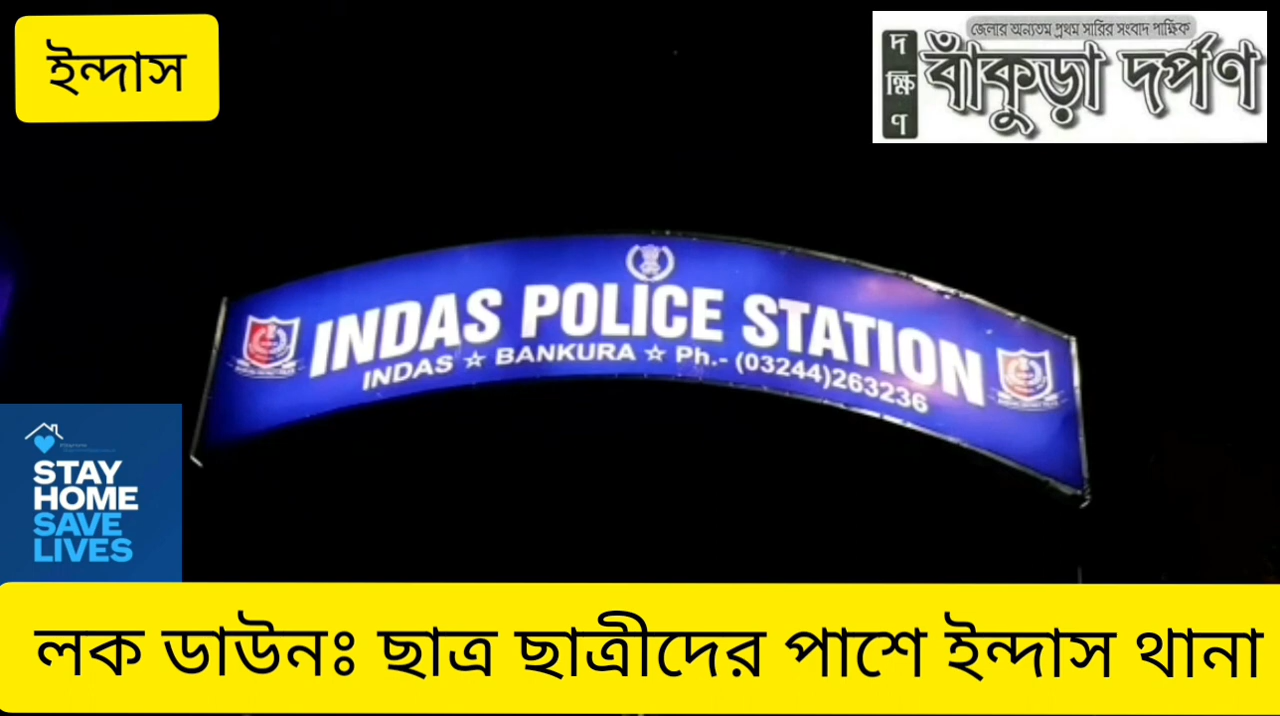 ইন্দাস
জেলার অন্যতম প্রথম সারির সংবাদ পাক্ষিক
দক্ষিণ
বাঁকুড়া দর্পণ
INDAS POLICE STATION
INDAS ☆ BANKURA ☆ Ph.- (03244)263236
STAY
HOME
SAVE
LIVES
লক ডাউনঃ ছাত্র ছাত্রীদের পাশে ইন্দাস থানা